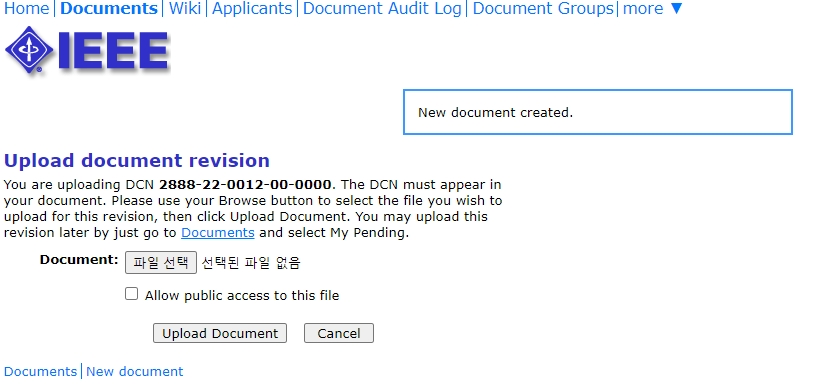 Home | Documents | Wiki | Applicants | Document Audit Log | Document Groups | more ▼
IEEE
New document created.
Upload document revision
You are uploading DCN 2888-22-0012-00-0000. The DCN must appear in
your document. Please use your Browse button to select the file you wish to
upload for this revision, then click Upload Document. You may upload this
revision later by just go to Documents and select My Pending.
Document: 파일 선택 선택된 파일 없음
Allow public access to this file
Upload Document Cancel
Documents | New document